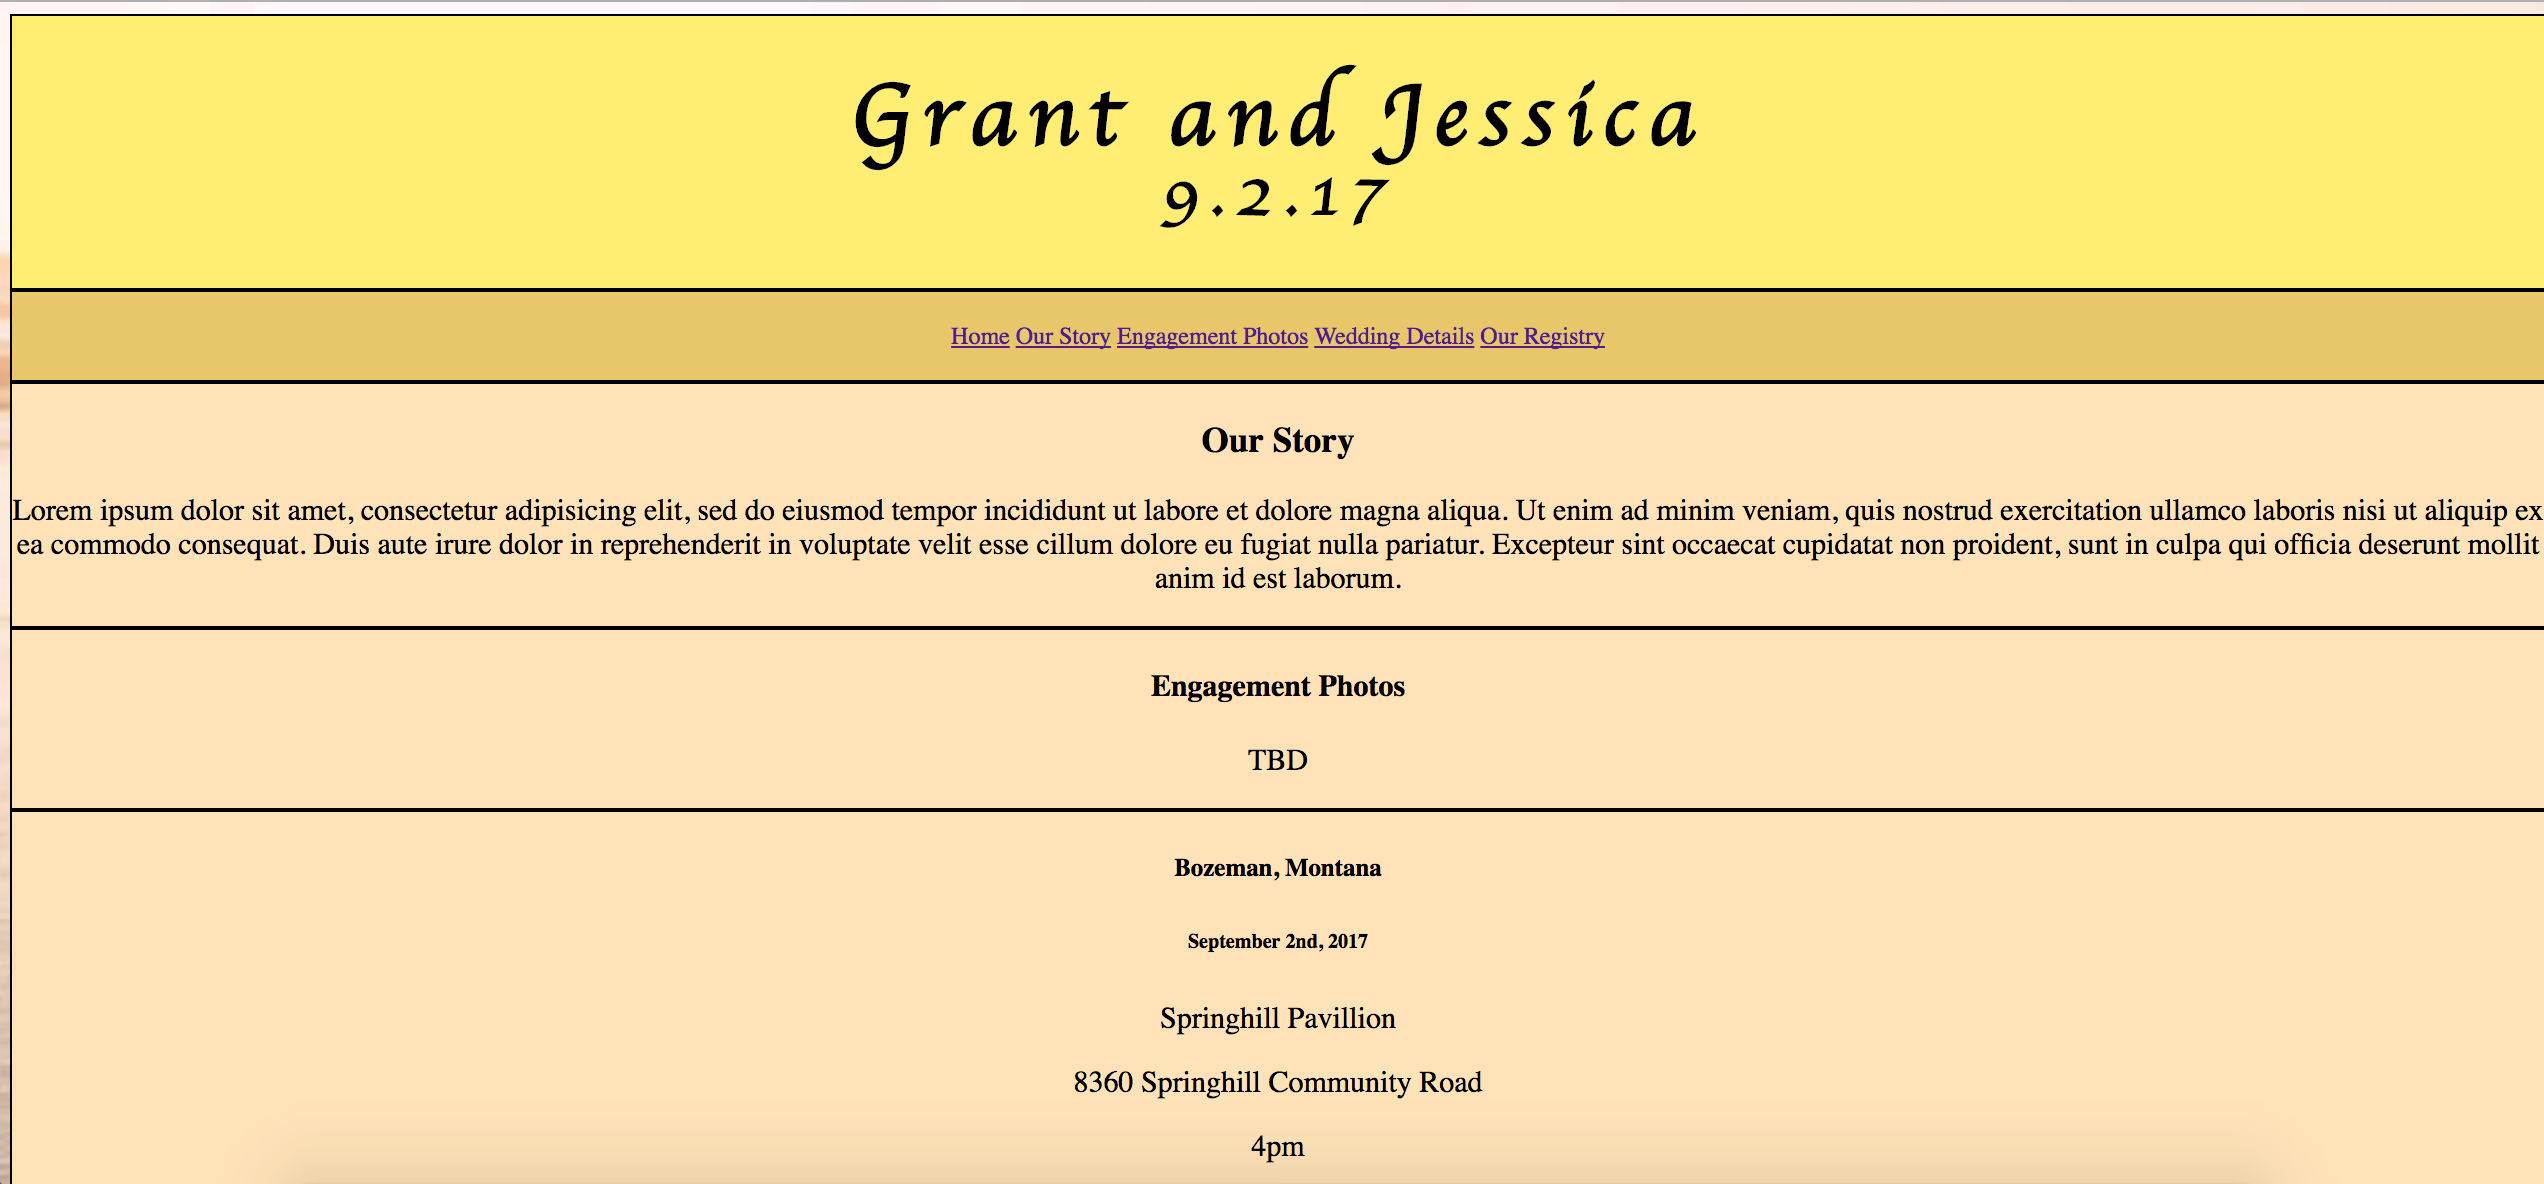 Grant and Jessica
9.2.17
Home Our Story Engagement Photos Wedding Details Our Registry
Our Story
Lorem ipsum dolor sit amet, consectetur adipisicing elit, sed do eiusmod tempor incididunt ut labore et dolore magna aliqua. Ut enim ad minim veniam, quis nostrud exercitation ullamco laboris nisi ut aliquip ex
ea commodo consequat. Duis aute irure dolor in reprehenderit in voluptate velit esse cillum dolore eu fugiat nulla pariatur. Excepteur sint occaecat cupidatat non proident, sunt in culpa qui officia deserunt mollit
anim id est laborum.
Engagement Photos
TBD
Bozeman, Montana
September 2nd, 2017
Springhill Pavillion
8360 Springhill Community Road
4pm